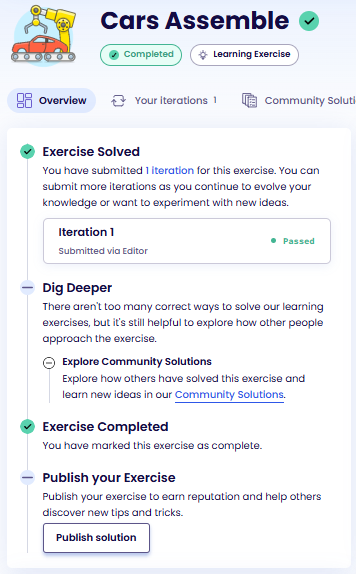 Cars Assemble
Completed
Learning Exercise
Overview
Your iterations 1
Community Soluti
Exercise Solved
You have submitted 1 iteration for this exercise. You can
submit more iterations as you continue to evolve your
knowledge or want to experiment with new ideas.
Iteration 1
Submitted via Editor
Passed
Dig Deeper
There aren't too many correct ways to solve our learning
exercises, but it's still helpful to explore how other people
approach the exercise.
Explore Community Solutions
Explore how others have solved this exercise and
learn new ideas in our Community Solutions.
Exercise Completed
You have marked this exercise as complete.
Publish your Exercise
Publish your exercise to earn reputation and help others
discover new tips and tricks.
Publish solution